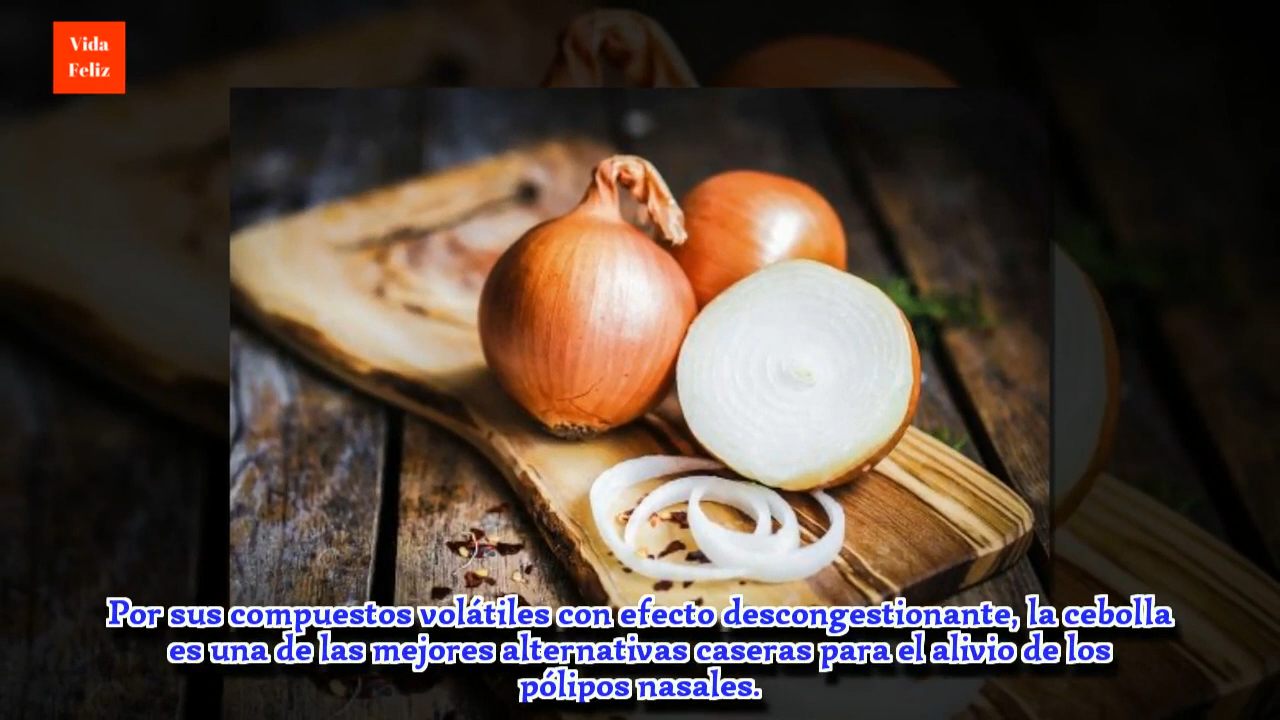 Vida
Feliz
Por sus compuestos volátiles con efecto descongestionante, la cebolla
es una de las mejores alternativas caseras para el alivio de los
pólipos nasales.